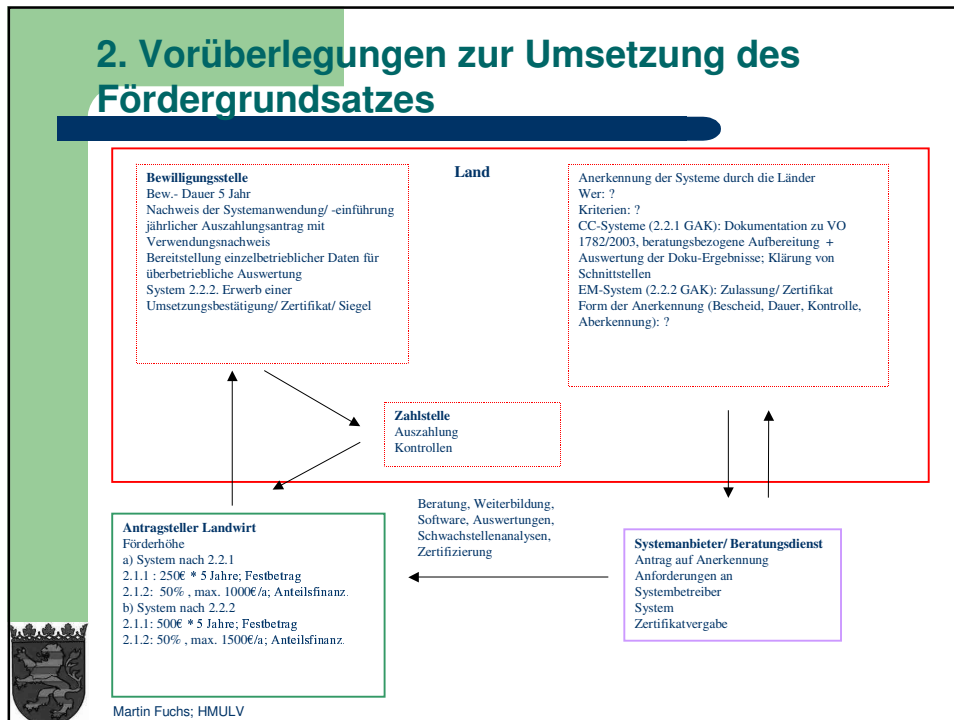 2. Vorüberlegungen zur Umsetzung des
Fördergrundsatzes
Land
Bewilligungsstelle
Bew.- Dauer 5 Jahr
Nachweis der Systemanwendung/ -einführung
jährlicher Auszahlungsantrag mit
Verwendungsnachweis
Bereitstellung einzelbetrieblicher Daten für
überbetriebliche Auswertung
System 2.2.2. Erwerb einer
Umsetzungsbestätigung/ Zertifikat/ Siegel
Anerkennung der Systeme durch die Länder
Wer: ?
Kriterien: ?
CC-Systeme (2.2.1 GAK): Dokumentation zu VO
1782/2003, beratungsbezogene Aufbereitung +
Auswertung der Doku-Ergebnisse; Klärung von
Schnittstellen
EM-System (2.2.2 GAK): Zulassung/ Zertifikat
Form der Anerkennung (Bescheid, Dauer, Kontrolle,
Aberkennung): ?
Zahlstelle
Auszahlung
Kontrollen
Beratung, Weiterbildung,
Software, Auswertungen,
Schwachstellenanalysen,
Zertifizierung
Antragsteller Landwirt
Förderhöhe
a) System nach 2.2.1
2.1.1 : 250€ * 5 Jahre; Festbetrag
2.1.2: 50% , max. 1000€/a; Anteilsfinanz.
b) System nach 2.2.2
2.1.1: 500€ * 5 Jahre; Festbetrag
2.1.2: 50% , max. 1500€/a; Anteilsfinanz.
Systemanbieter/ Beratungsdienst
Antrag auf Anerkennung
Anforderungen an
Systembetreiber
System
Zertifikatvergabe
Martin Fuchs; HMULV